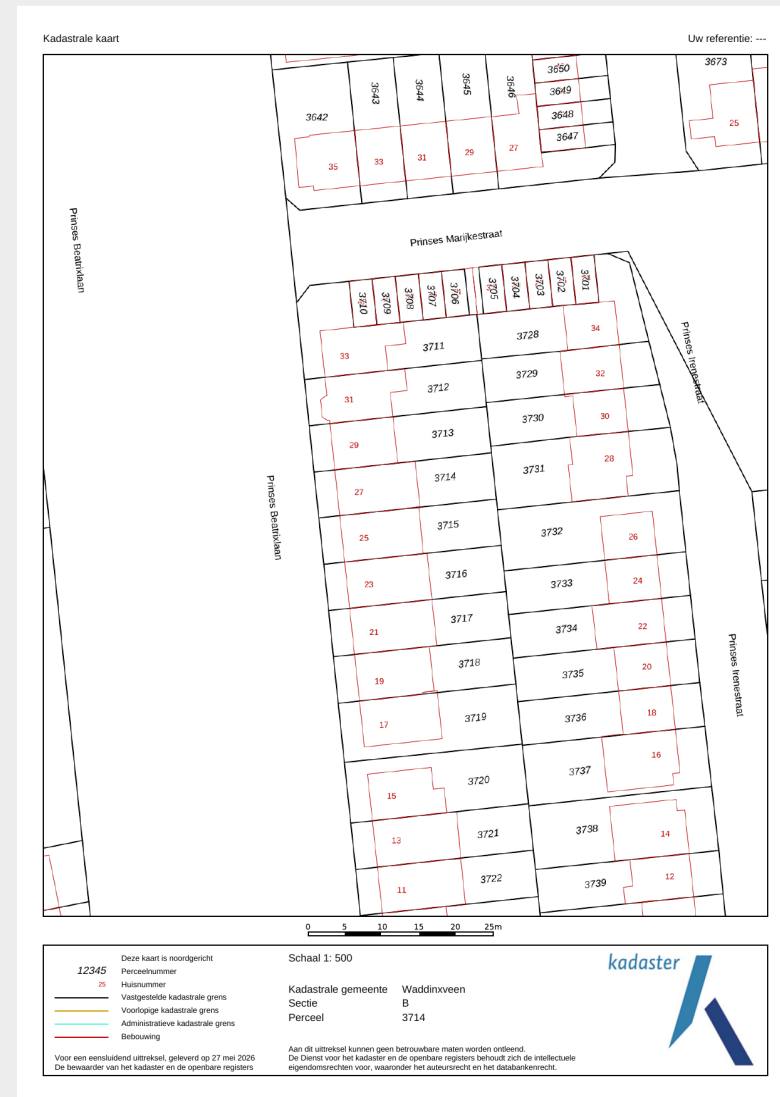 Kadastrale kaart
Uw referentie: ---
3673
3650
3649
3648
3647
3646
3645
3644
3643
3642
25
27
29
31
33
35
Prinses Beatrixlaan
Prinses Marijkestraat
3710
3709
3708
3707
3706
3705
3704
3703
3702
3701
Prinses Irenestraat
33
3711
3728
34
31
3712
3729
32
29
3713
3730
30
27
3714
3731
28
Prinses Beatrixlaan
25
3715
3732
26
23
3716
3733
24
21
3717
3734
22
19
3718
3735
20
Prinses Irenestraat
17
3719
3736
18
15
3720
3737
16
13
3721
3738
14
11
3722
3739
12
0 5 10 15 20 25m
Deze kaart is noordgericht
12345 Perceelnummer
25 Huisnummer
Vastgestelde kadastrale grens
Voorlopige kadastrale grens
Administratieve kadastrale grens
Bebouwing
Voor een eensluidend uittreksel, geleverd op 27 mei 2026
De bewaarder van het kadaster en de openbare registers
Schaal 1: 500
Kadastrale gemeente Waddinxveen
Sectie B
Perceel 3714
Aan dit uittreksel kunnen geen betrouwbare maten worden ontleend.
De Dienst voor het kadaster en de openbare registers behoudt zich de intellectuele
eigendomsrechten voor, waaronder het auteursrecht en het databankenrecht.
kadaster